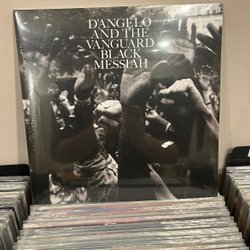 D'ANGELO
AND THE
VANGUARD
BLACK
MESSIAH